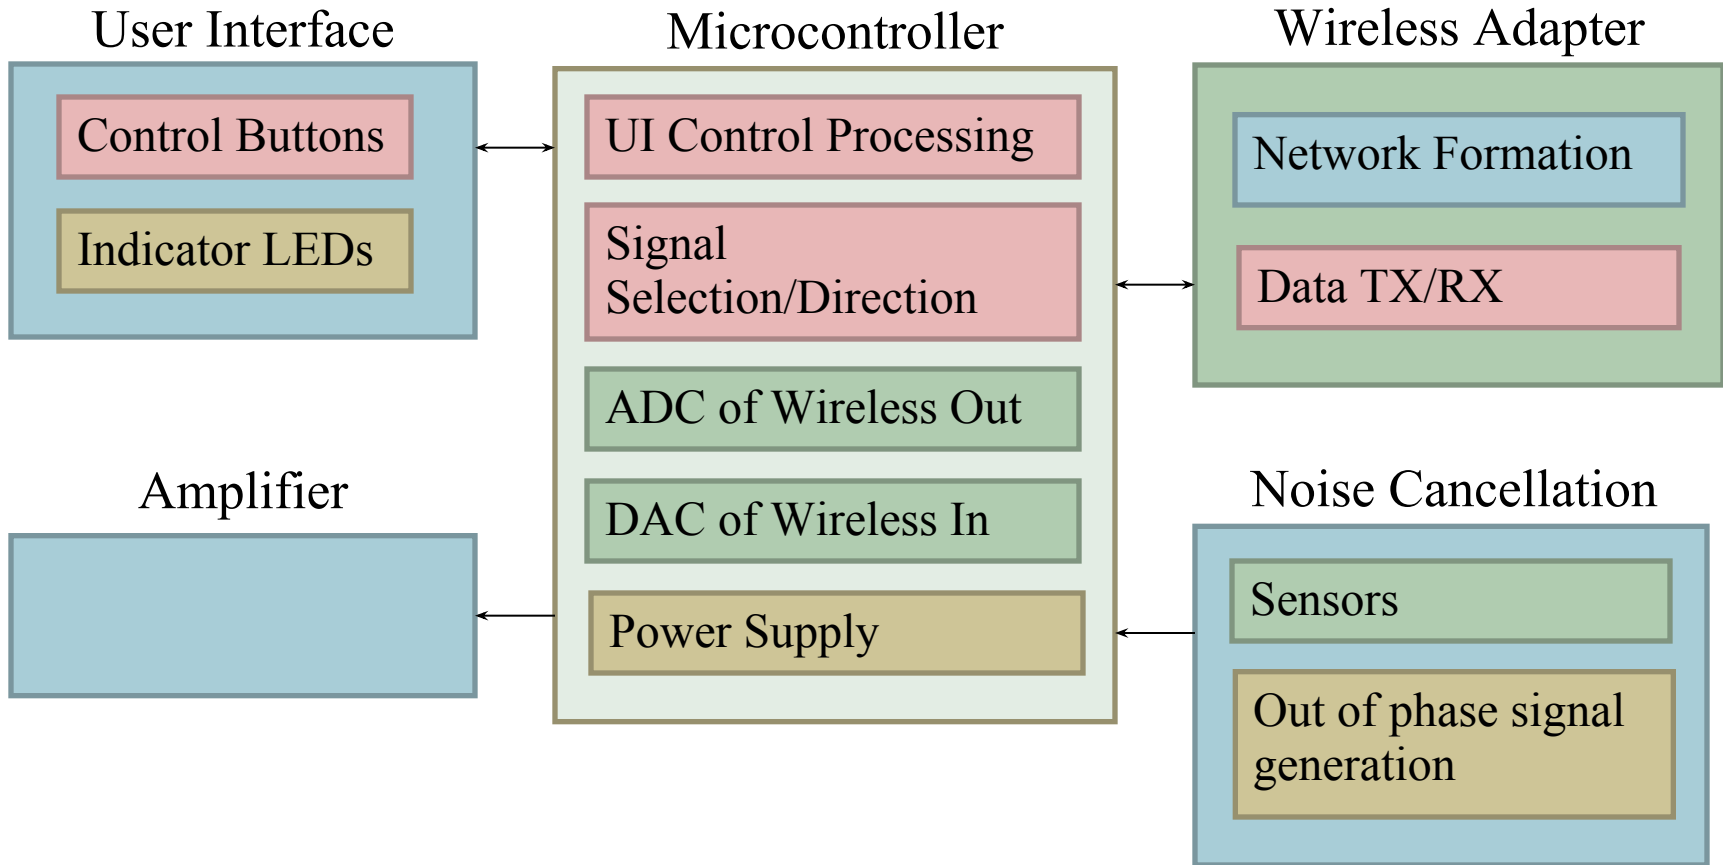 User Interface
Control Buttons
Indicator LEDs
Microcontroller
UI Control Processing
Signal
Selection/Direction
ADC of Wireless Out
DAC of Wireless In
Power Supply
Wireless Adapter
Network Formation
Data TX/RX
Amplifier
Noise Cancellation
Sensors
Out of phase signal
generation